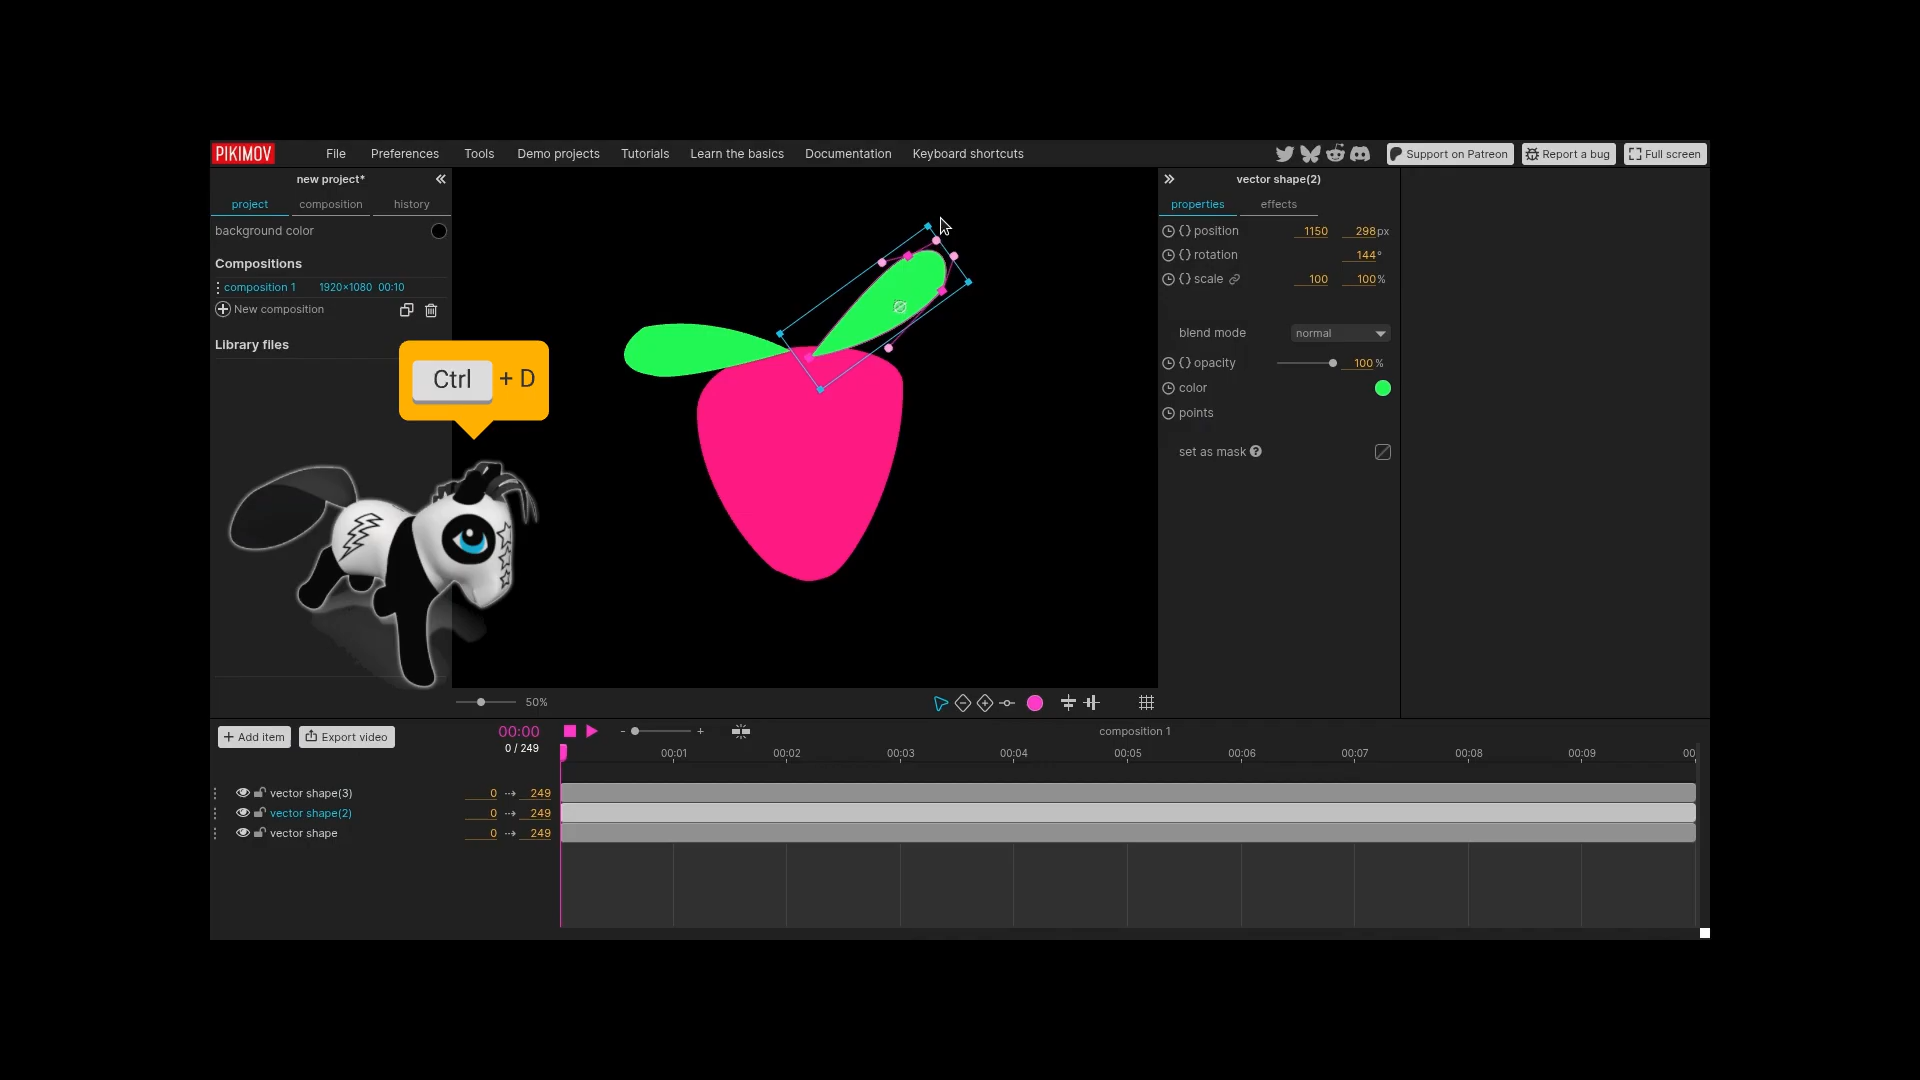 PIKIMOV File Preferences Tools Demo projects Tutorials Learn the basics Documentation Keyboard shortcuts Support on Patreon Report a bug Full screen
new project*
project composition history
background color
Compositions
composition 1 1920×1080 00:10
New composition
Library files
Ctrl + D
vector shape(2)
properties effects
position 1150 298px
rotation 144°
scale 100 100%
blend mode normal
opacity 100 %
color
points
set as mask ?
50%
+ Add item Export video 00:00 - + composition 1
0 / 249
00:01 00:02 00:03 00:04 00:05 00:06 00:07 00:08 00:09 00
vector shape(3) 0 ⇢ 249
vector shape(2) 0 ⇢ 249
vector shape 0 ⇢ 249